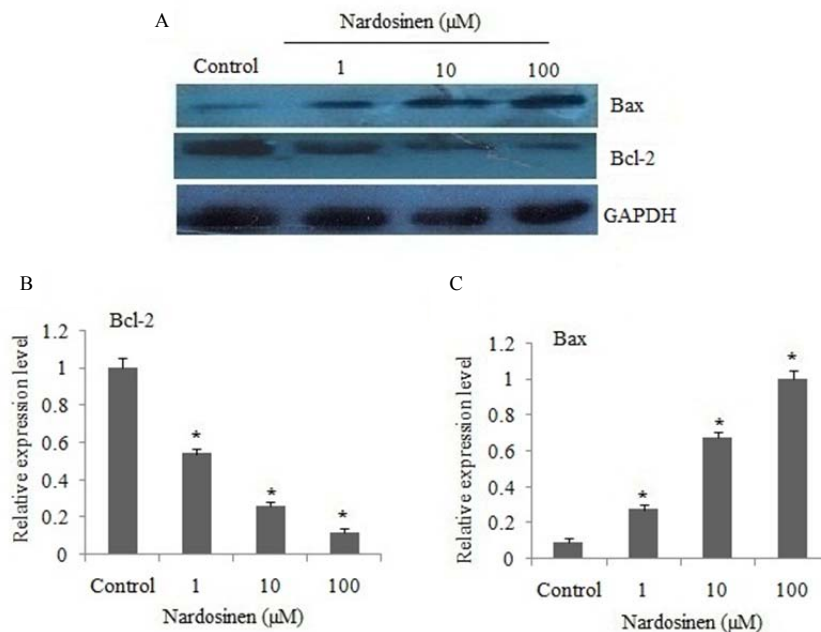 A
Nardosinen (µM)
Control 1 10 100
Bax
Bcl-2
GAPDH
B
Bcl-2
Relative expression level
1.2
1
0.8
0.6
0.4
0.2
0
* * *
Control 1 10 100
Nardosinen (µM)
C
Bax
Relative expression level
1.2
1
0.8
0.6
0.4
0.2
0
* * *
Control 1 10 100
Nardosinen (µM)